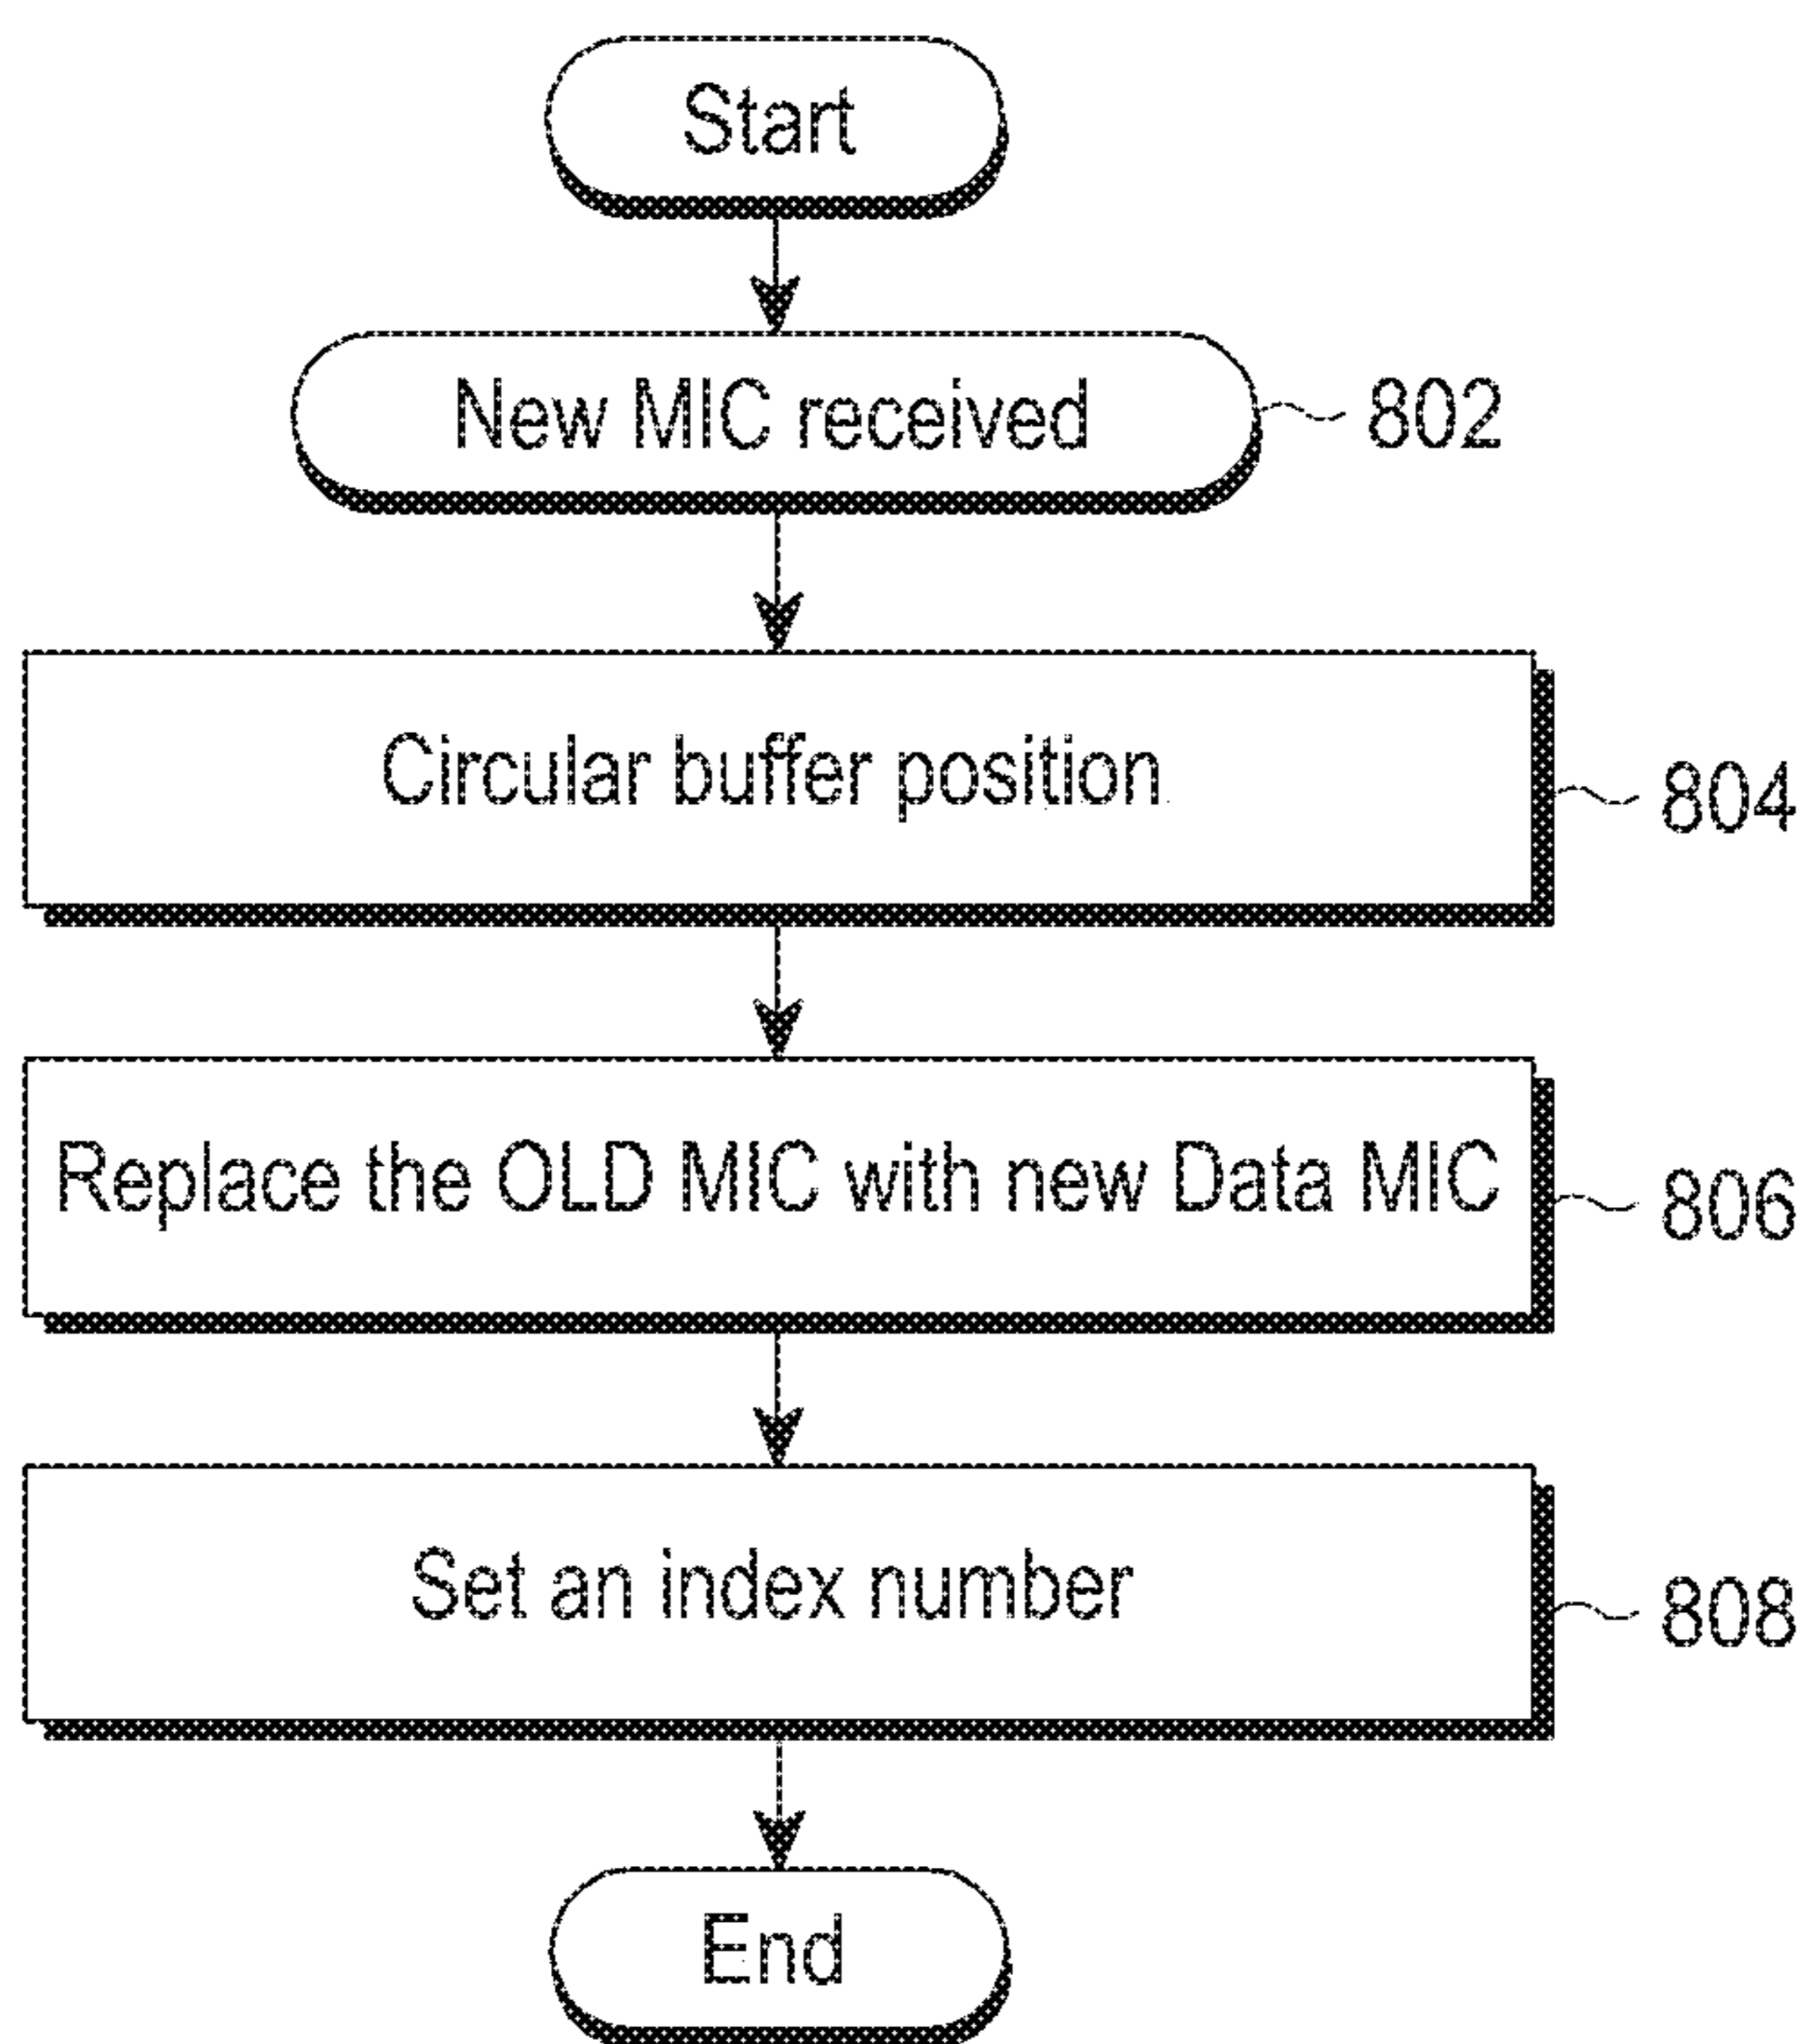 Start
New MIC received
802
Circular buffer position
804
Replace the OLD MIC with new Data MIC
806
Set an index number
808
End